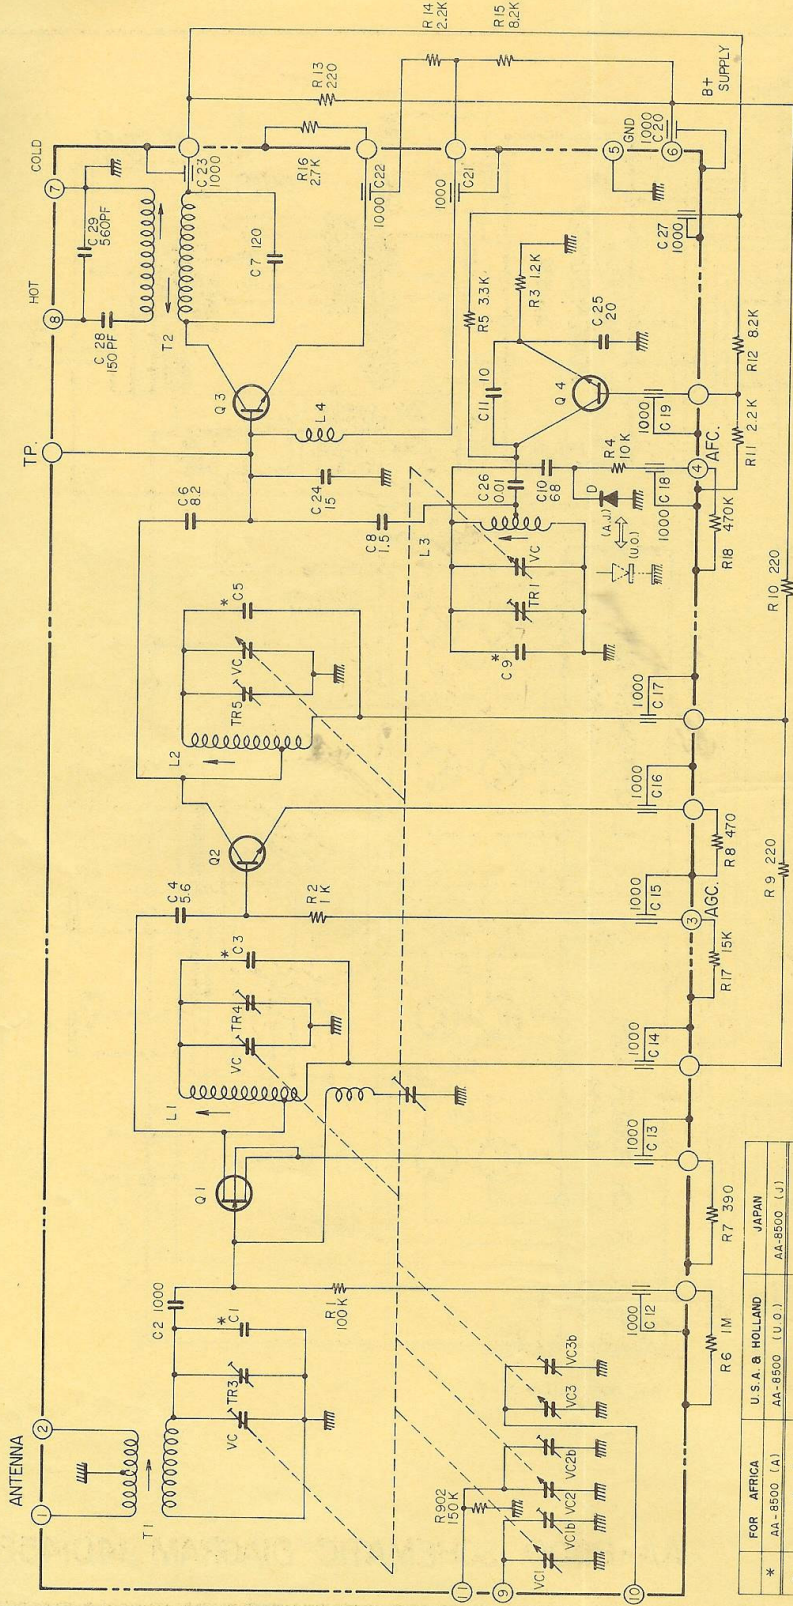 ANTENNA
1
2
T1
VC
TR3
* C1
C2 1000
R1
100K
Q1
L1
VC
TR4
* C3
C4
5.6
R2
1K
Q2
L2
TR5
VC
* C5
C6
8.2
TP.
C24
15
C8
1.5
L4
Q3
HOT
8
COLD
7
C28
150PF
C29
560PF
T2
C7 120
C23
1000
R16
2.7K
R13
220
1000
C22
1000
C21
R14
2.2K
R15
8.2K
GND
5
1000
C20
6
B+
SUPPLY
L3
C9 *
TR1
VC
C26
0.01
C10
68
C11 10
R5 33K
R3 1.2K
C25
20
Q4
D
(A.J)
(U.O.)
R4
10K
1000
C18
1000
C19
C27
1000
4
AFC.
R18 470K
R11 2.2K
R12 8.2K
R10 220
1000
C17
1000
C16
R8 470
1000
C15
3
AGC.
R17 15K
R9 220
1000
C14
1000
C13
R7 390
1000
C12
R6 1M
11
9
10
R902
150K
VC1
VC1b
VC2
VC2b
VC3
VC3b
* FOR AFRICA U.S.A. & HOLLAND JAPAN
AA-8500 (A) AA-8500 (U.O.) AA-8500 (J)